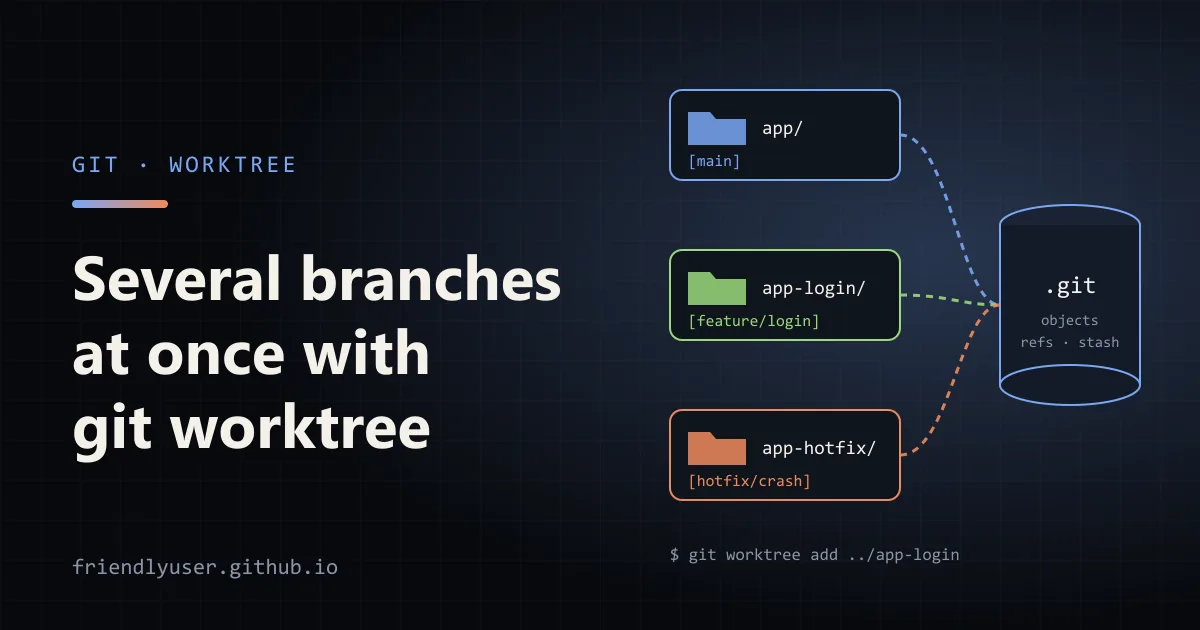 GIT · WORKTREE
Several branches
at once with
git worktree
friendlyuser.github.io
app/
[main]
app-login/
[feature/login]
app-hotfix/
[hotfix/crash]
.git
objects
refs · stash
$ git worktree add ../app-login